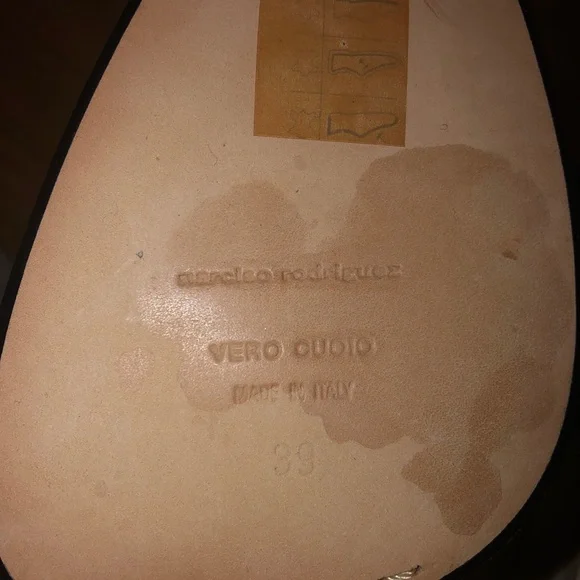 narciso rodriguez
VERO CUOIO
MADE IN ITALY
39